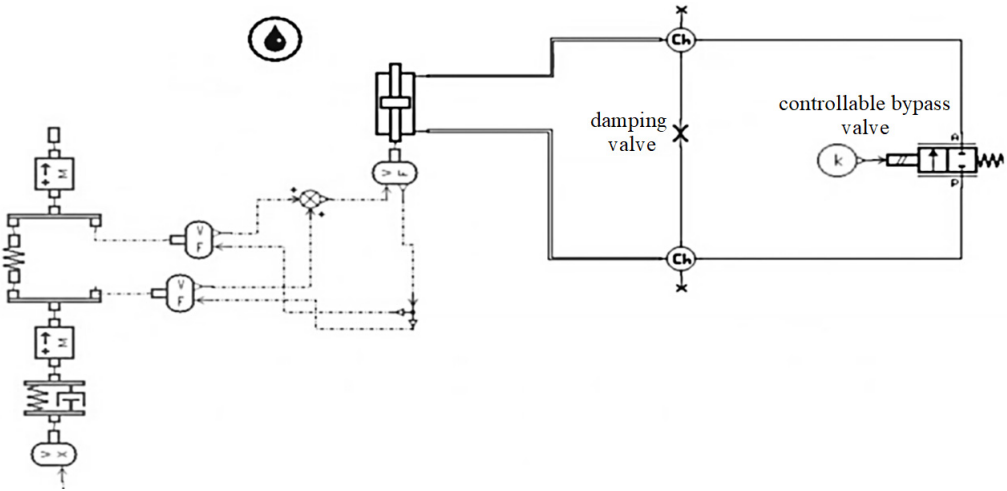 Ch
damping
valve
controllable bypass
valve
k
A
P
M
V
F
V
F
+
+
V
F
Ch
M
V X